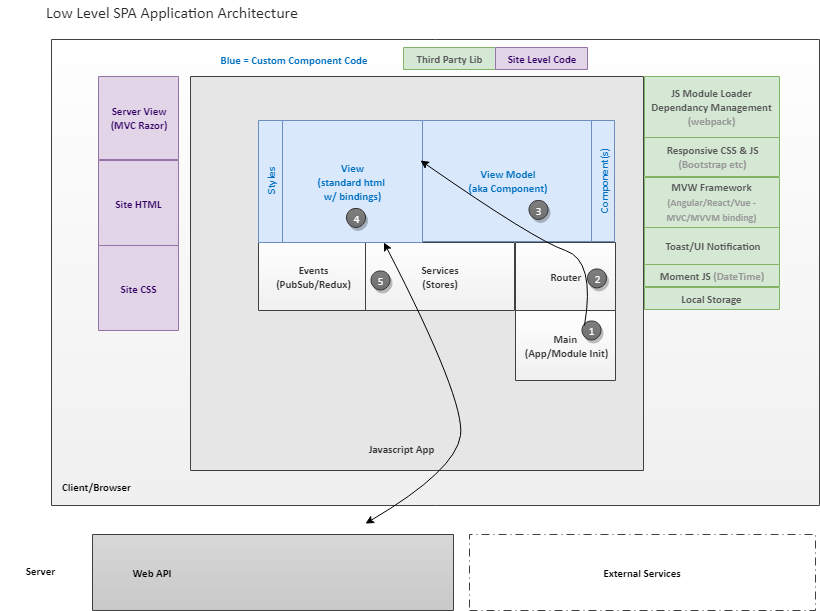 Low Level SPA Application Architecture
Blue = Custom Component Code
Third Party Lib
Site Level Code
Server View
(MVC Razor)
Site HTML
Site CSS
Styles
View
(standard html
w/ bindings)
4
View Model
(aka Component)
3
Component(s)
Events
(PubSub/Redux)
5
Services
(Stores)
Router
2
1
Main
(App/Module Init)
Javascript App
JS Module Loader
Dependancy Management
(webpack)
Responsive CSS & JS
(Bootstrap etc)
MVW Framework
(Angular/React/Vue -
MVC/MVVM binding)
Toast/UI Notification
Moment JS (DateTime)
Local Storage
Client/Browser
Server
Web API
External Services